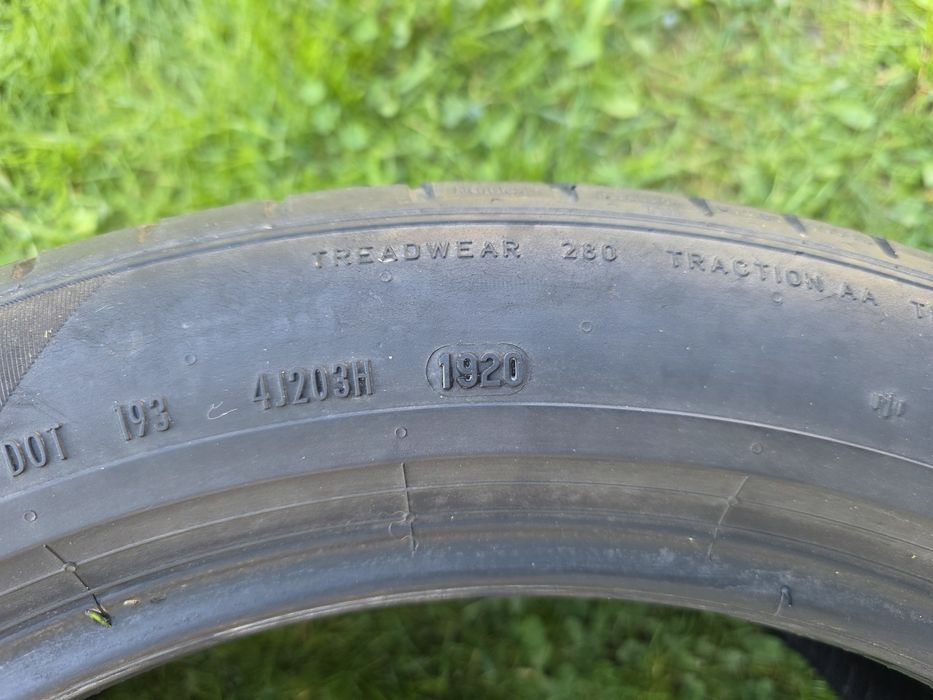 TREADWEAR 280 TRACTION AA T
DOT 193 4J203H 1920